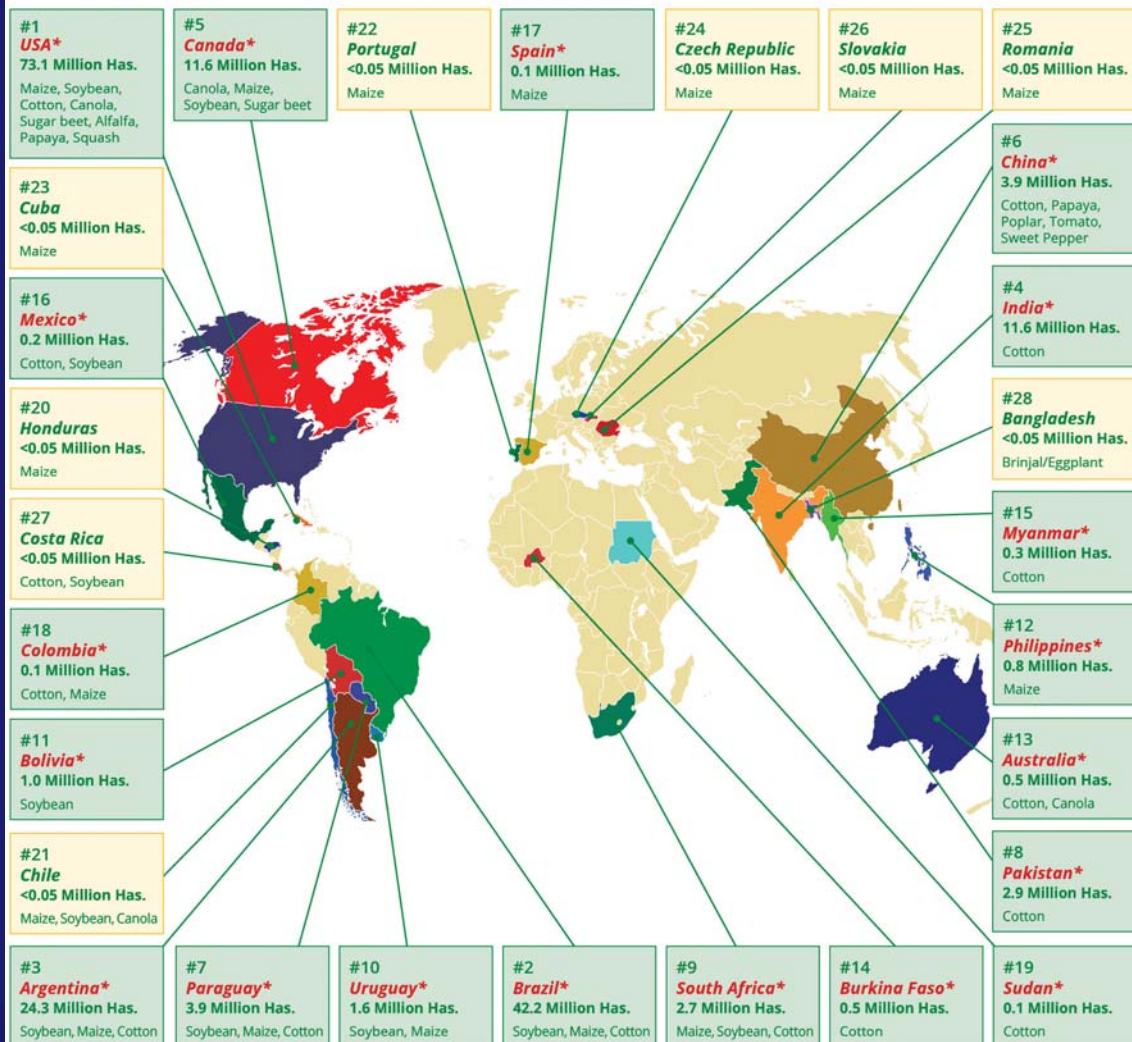 #1
USA*
73.1 Million Has.
Maize, Soybean,
Cotton, Canola,
Sugar beet, Alfalfa,
Papaya, Squash
#5
Canada*
11.6 Million Has.
Canola, Maize,
Soybean, Sugar beet
#22
Portugal
<0.05 Million Has.
Maize
#17
Spain*
0.1 Million Has.
Maize
#24
Czech Republic
<0.05 Million Has.
Maize
#26
Slovakia
<0.05 Million Has.
Maize
#25
Romania
<0.05 Million Has.
Maize
#23
Cuba
<0.05 Million Has.
Maize
#6
China*
3.9 Million Has.
Cotton, Papaya,
Poplar, Tomato,
Sweet Pepper
#16
Mexico*
0.2 Million Has.
Cotton, Soybean
#4
India*
11.6 Million Has.
Cotton
#20
Honduras
<0.05 Million Has.
Maize
#28
Bangladesh
<0.05 Million Has.
Brinjal/Eggplant
#27
Costa Rica
<0.05 Million Has.
Cotton, Soybean
#15
Myanmar*
0.3 Million Has.
Cotton
#18
Colombia*
0.1 Million Has.
Cotton, Maize
#12
Philippines*
0.8 Million Has.
Maize
#11
Bolivia*
1.0 Million Has.
Soybean
#13
Australia*
0.5 Million Has.
Cotton, Canola
#21
Chile
<0.05 Million Has.
Maize, Soybean, Canola
#8
Pakistan*
2.9 Million Has.
Cotton
#3
Argentina*
24.3 Million Has.
Soybean, Maize, Cotton
#7
Paraguay*
3.9 Million Has.
Soybean, Maize, Cotton
#10
Uruguay*
1.6 Million Has.
Soybean, Maize
#2
Brazil*
42.2 Million Has.
Soybean, Maize, Cotton
#9
South Africa*
2.7 Million Has.
Maize, Soybean, Cotton
#14
Burkina Faso*
0.5 Million Has.
Cotton
#19
Sudan*
0.1 Million Has.
Cotton